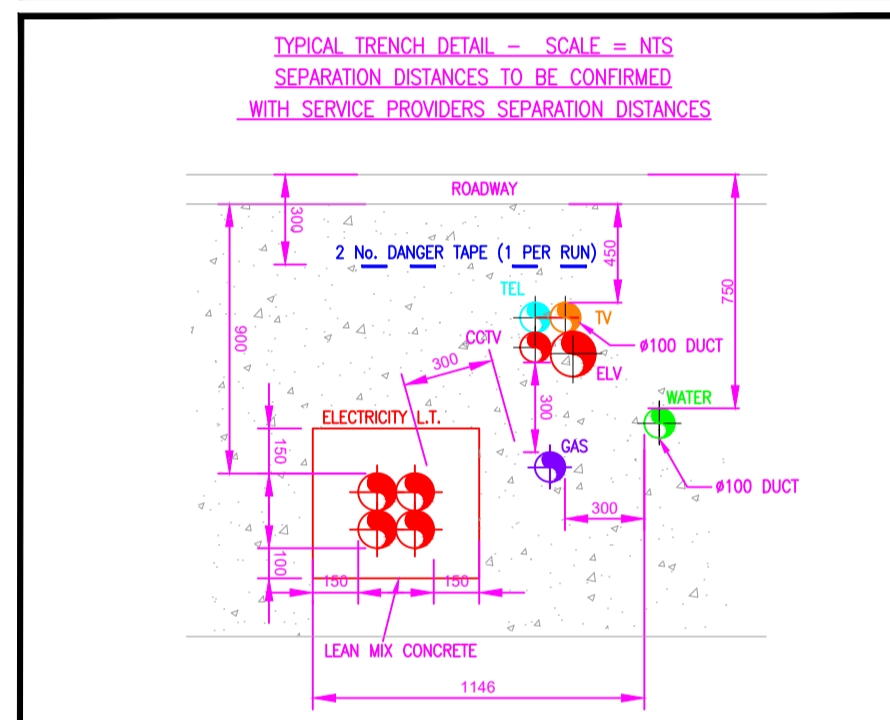 TYPICAL TRENCH DETAIL - SCALE = NTS
SEPARATION DISTANCES TO BE CONFIRMED
WITH SERVICE PROVIDERS SEPARATION DISTANCES
ROADWAY
300
2 No. DANGER TAPE (1 PER RUN)
450
750
TEL
TV
900
CCTV
300
ø100 DUCT
ELV
300
WATER
ELECTRICITY L.T.
150
GAS
ø100 DUCT
300
100
150
150
LEAN MIX CONCRETE
1146